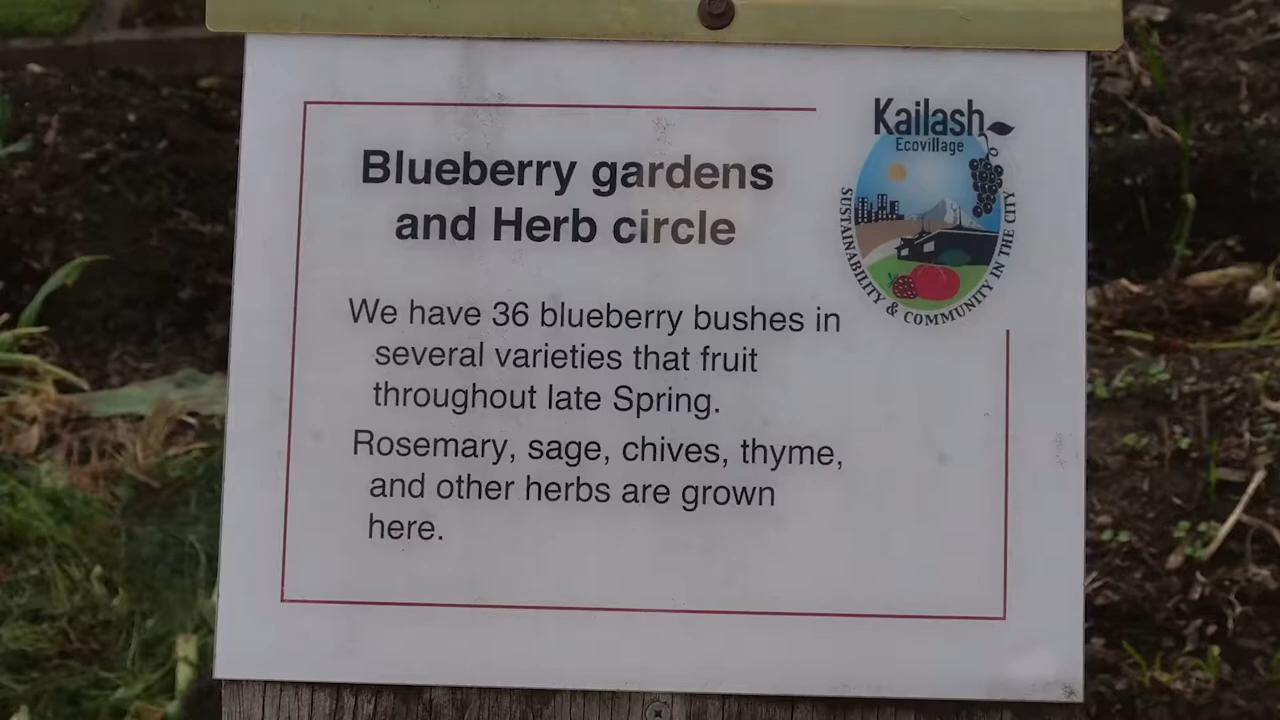 Kailash
Ecovillage
SUSTAINABILITY & COMMUNITY IN THE CITY
Blueberry gardens
and Herb circle
We have 36 blueberry bushes in
several varieties that fruit
throughout late Spring.
Rosemary, sage, chives, thyme,
and other herbs are grown
here.